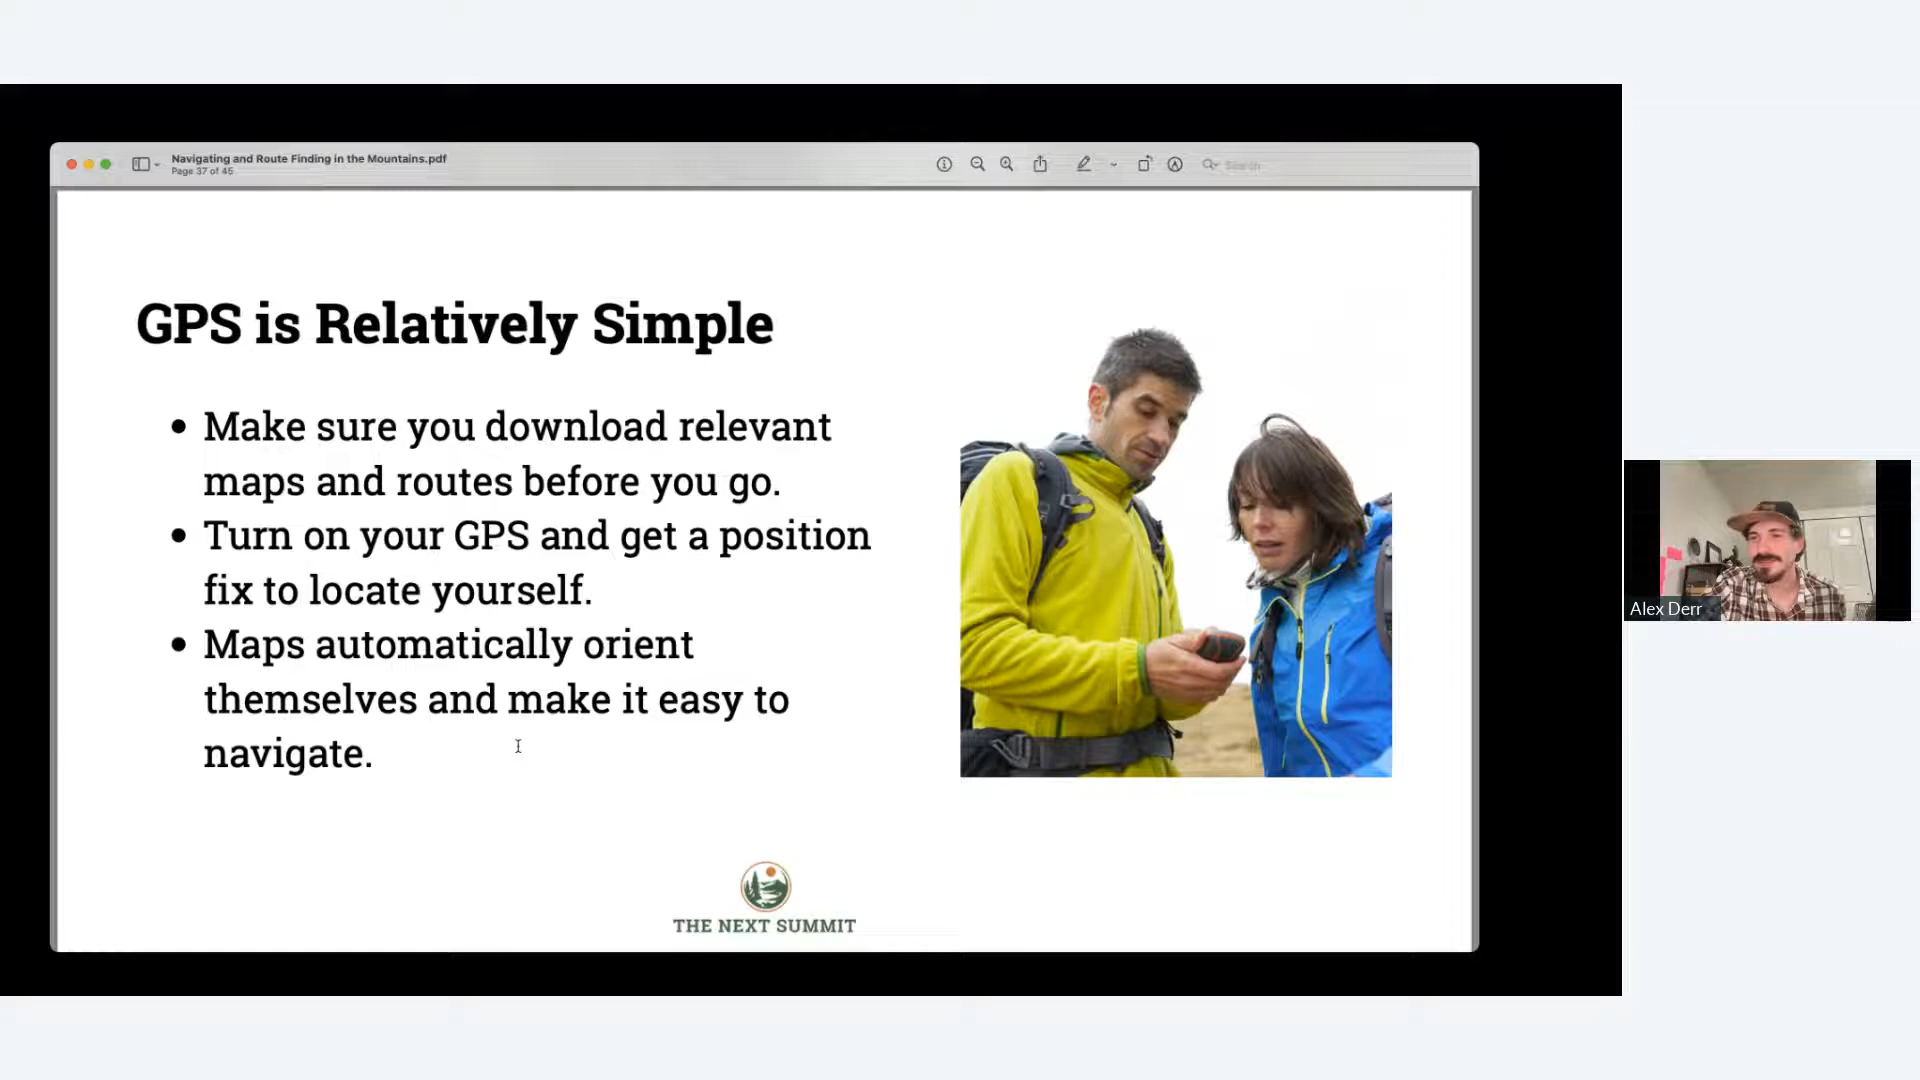 Navigating and Route Finding in the Mountains.pdf
Page 37 of 45
Search
GPS is Relatively Simple
• Make sure you download relevant
maps and routes before you go.
• Turn on your GPS and get a position
fix to locate yourself.
• Maps automatically orient
themselves and make it easy to
navigate.
THE NEXT SUMMIT
Alex Derr